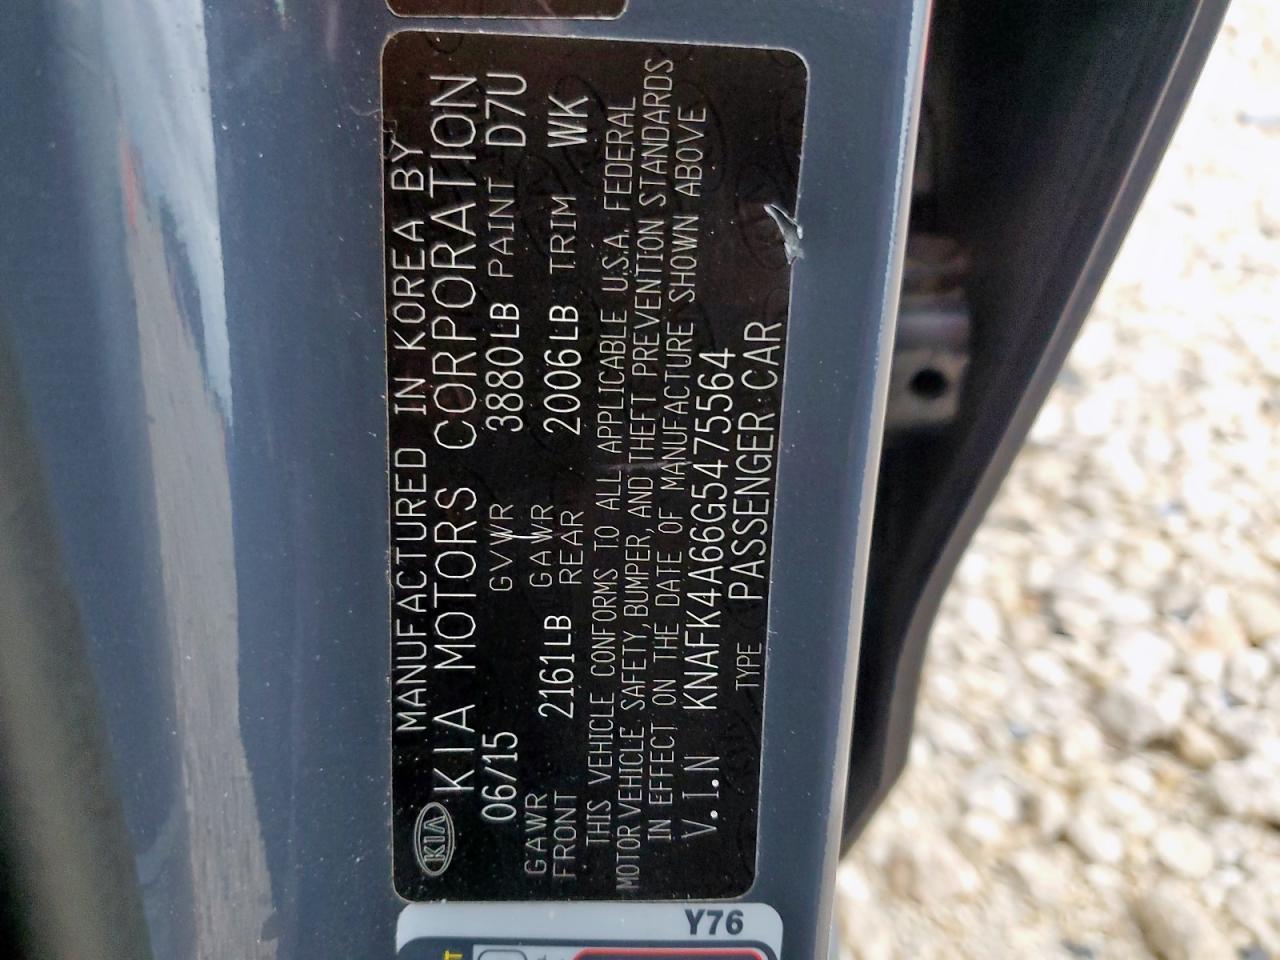 MANUFACTURED IN KOREA BY
KIA KIA MOTORS CORPORATION
06/15 GVWR 3880LB PAINT D7U
GAWR FRONT 2161LB GAWR REAR 2006LB TRIM WK
THIS VEHICLE CONFORMS TO ALL APPLICABLE U.S.A. FEDERAL
MOTOR VEHICLE SAFETY, BUMPER, AND THEFT PREVENTION STANDARDS
IN EFFECT ON THE DATE OF MANUFACTURE SHOWN ABOVE
V.I.N KNAFK4A66G5475564
TYPE PASSENGER CAR
Y76